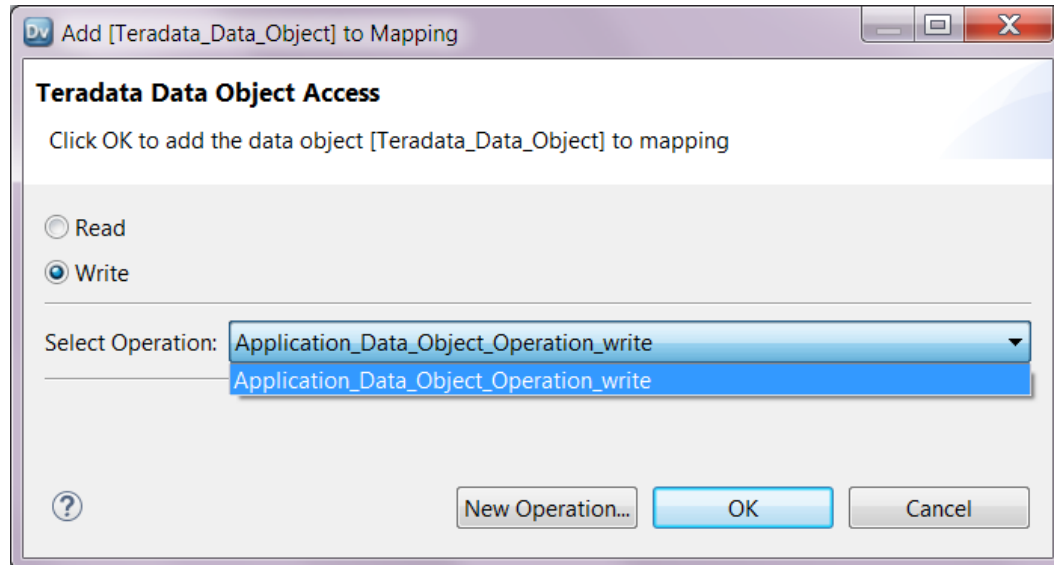 Dv Add [Teradata_Data_Object] to Mapping
Teradata Data Object Access
Click OK to add the data object [Teradata_Data_Object] to mapping
Read
Write
Select Operation: Application_Data_Object_Operation_write
Application_Data_Object_Operation_write
? New Operation... OK Cancel